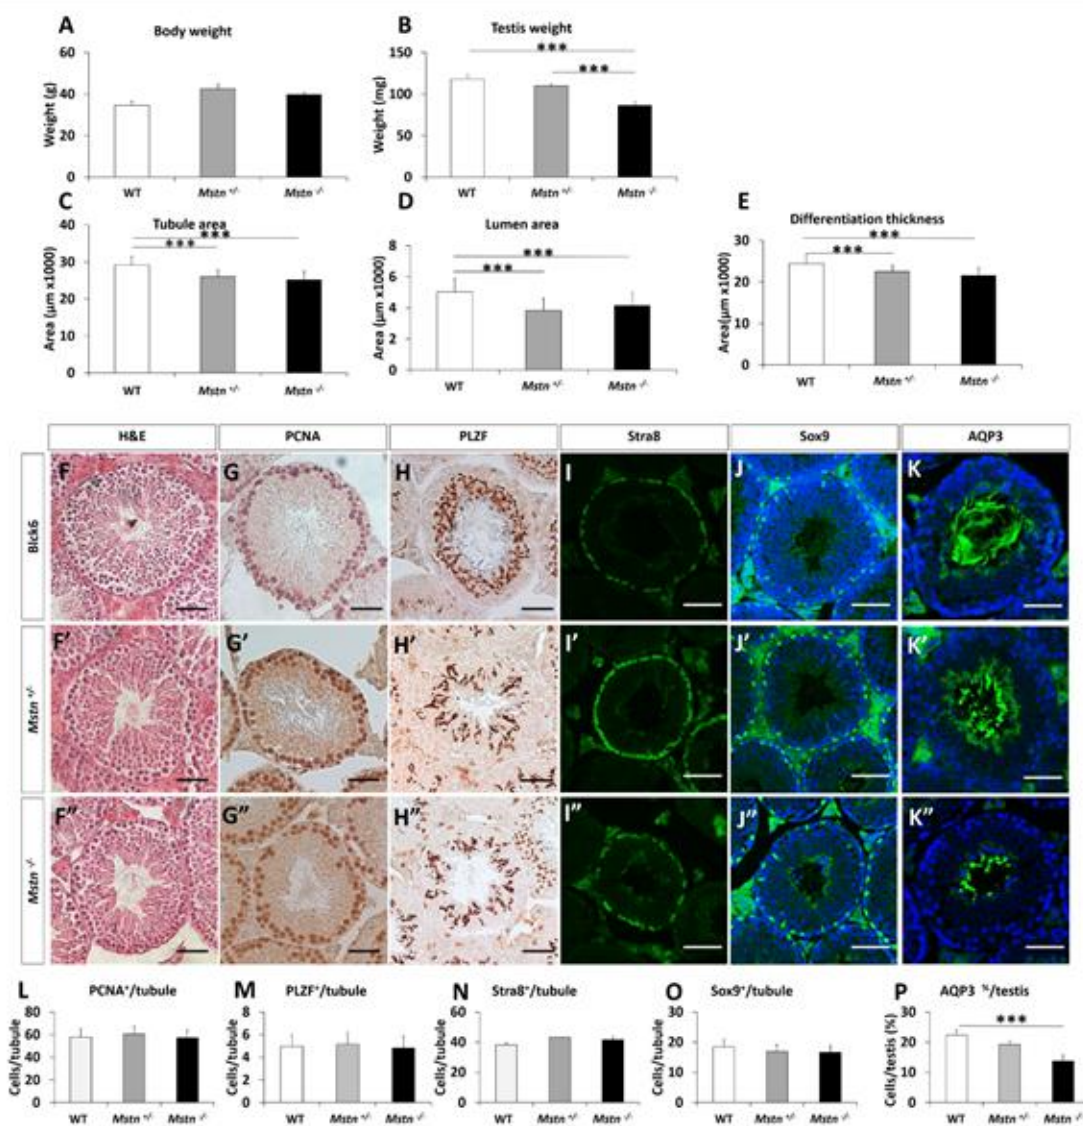 A
Body weight
Weight (g)
60
40
20
0
WT
Mstn +/-
Mstn -/-
B
Testis weight
Weight (mg)
150
100
50
0
***
***
WT
Mstn +/-
Mstn -/-
C
Tubule area
Area (µm x1000)
40
30
20
10
0
***
***
WT
Mstn +/-
Mstn -/-
D
Lumen area
Area (µm x1000)
8
6
4
2
0
***
***
WT
Mstn +/-
Mstn -/-
E
Differentiation thickness
Area(µm x1000)
30
20
10
0
***
***
WT
Mstn +/-
Mstn -/-
H&E
PCNA
PLZF
Stra8
Sox9
AQP3
Blck6
F
G
H
I
J
K
Mstn +/-
F'
G'
H'
I'
J'
K'
Mstn -/-
F"
G"
H"
I"
J"
K"
L
PCNA+/tubule
Cells/tubule
80
60
40
20
0
WT
Mstn +/-
Mstn -/-
M
PLZF+/tubule
Cells/tubule
8
6
4
2
0
WT
Mstn +/-
Mstn -/-
N
Stra8+/tubule
Cells/tubule
60
40
20
0
WT
Mstn +/-
Mstn -/-
O
Sox9+/tubule
Cells/tubule
30
20
10
0
WT
Mstn +/-
Mstn -/-
P
AQP3 %/testis
Cells/testis (%)
30
20
10
0
***
WT
Mstn +/-
Mstn -/-